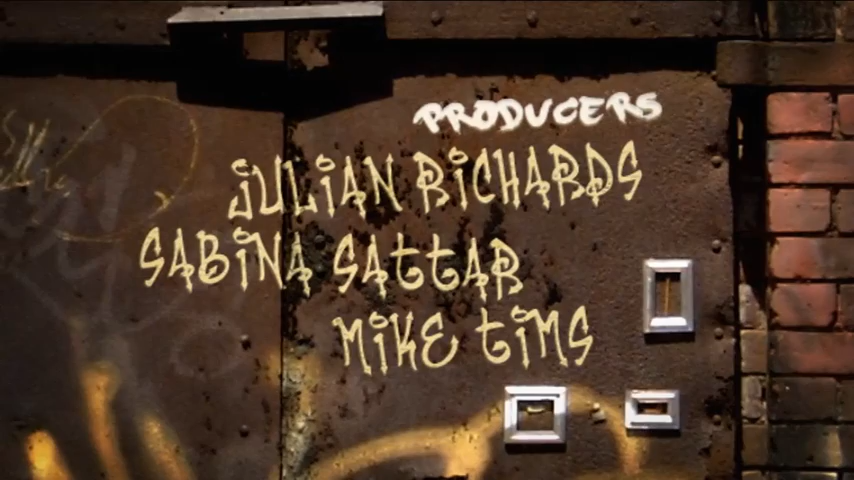 PRODUCERS
JULIAN RICHARDS
SABINA SATTAR
MIKE TIMS